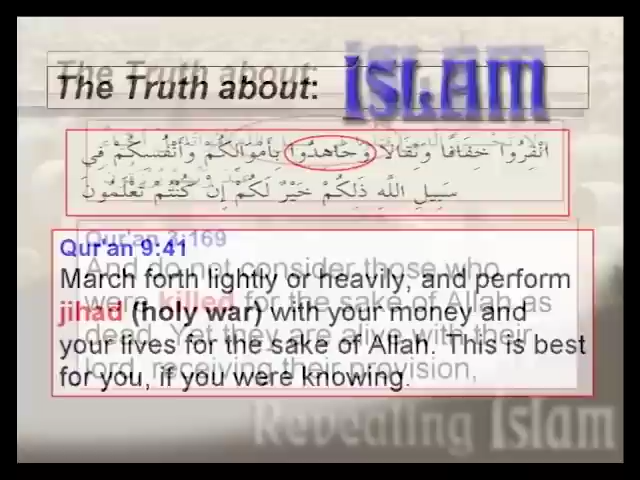 The Truth about: ISLAM
انْفِرُوا خِفَافًا وَثِقَالًا وَجَاهِدُوا بِأَمْوَالِكُمْ وَأَنْفُسِكُمْ فِي
سَبِيلِ اللَّهِ ذَلِكُمْ خَيْرٌ لَكُمْ إِنْ كُنْتُمْ تَعْلَمُونَ
Qur'an 3:169
Qur'an 9:41
And do not consider those who
March forth lightly or heavily, and perform
were killed for the sake of Allah as
jihad (holy war) with your money and
dead. Yet they are alive with their
your lives for the sake of Allah. This is best
lord, receiving their provision,
for you, if you were knowing.
Revealing Islam